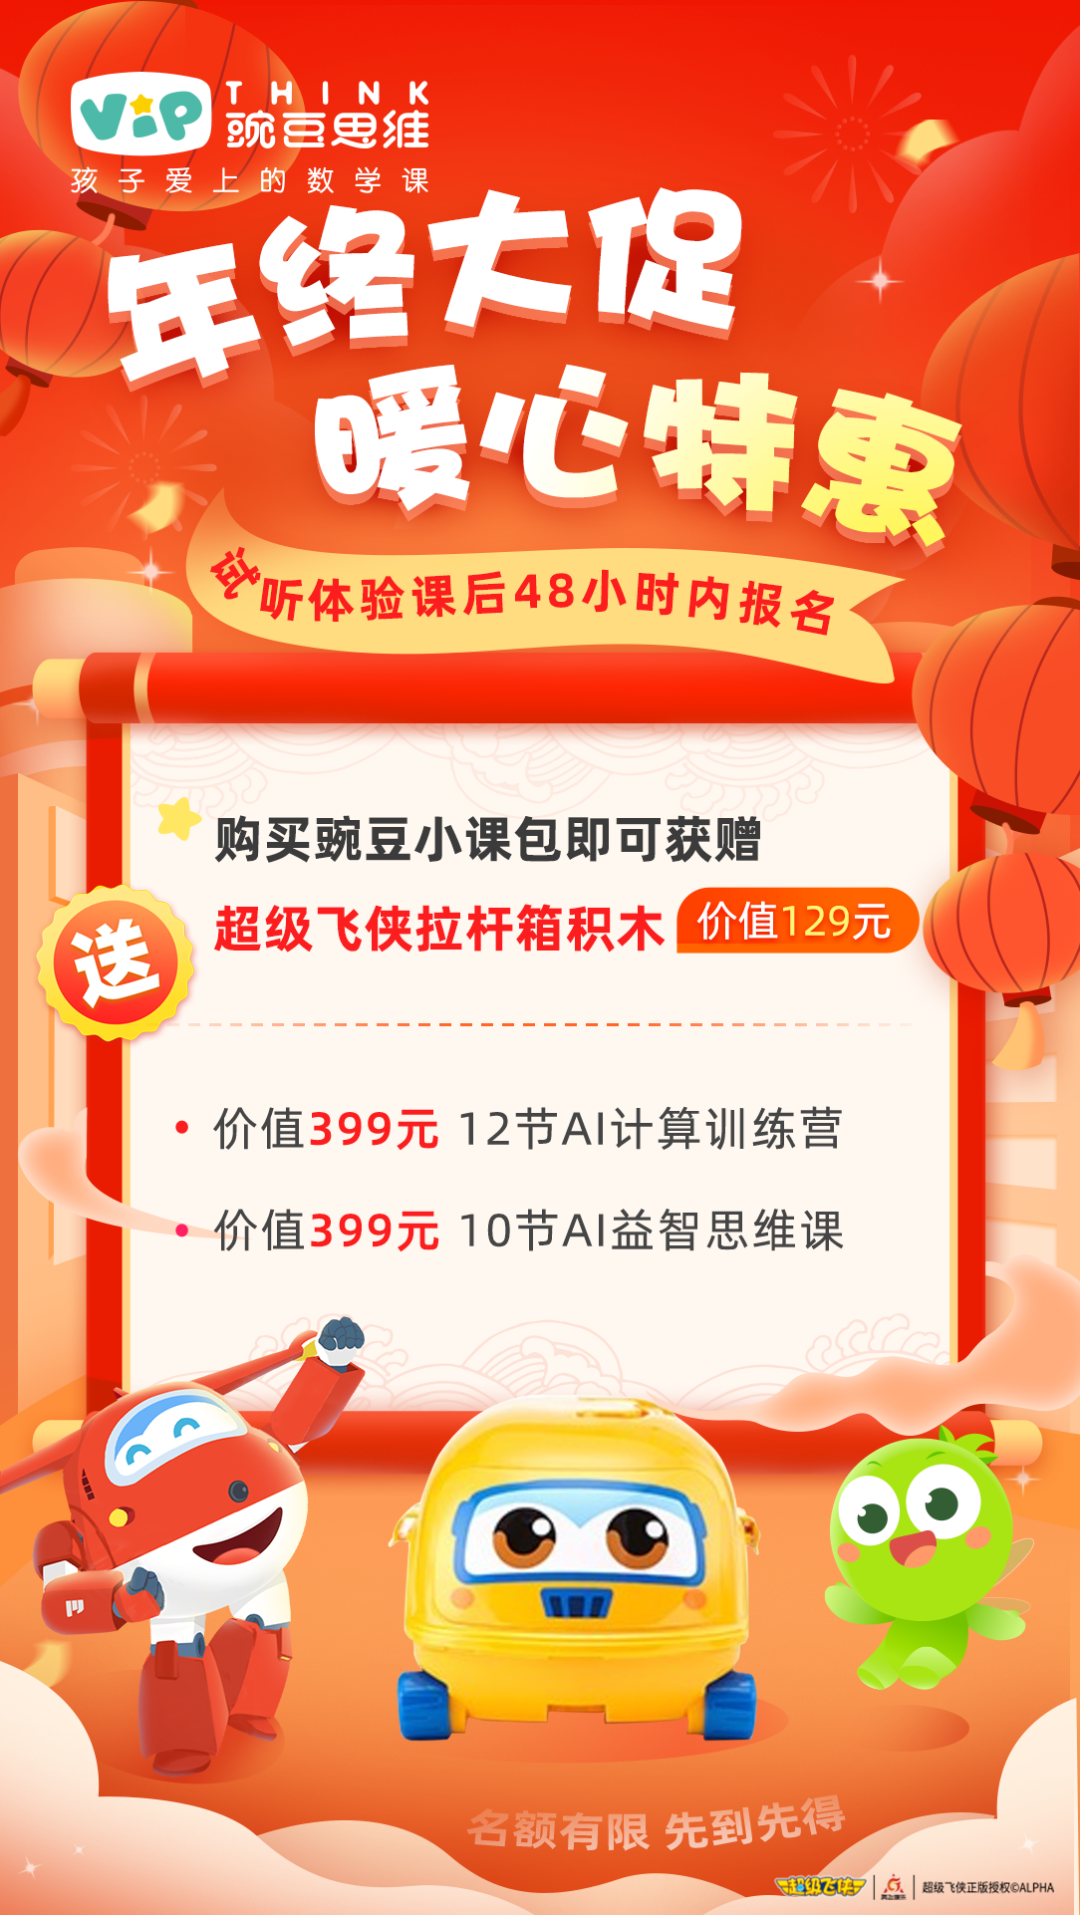 ViP
THINK
豌豆思维
孩子爱上的数学课
年终大促
暖心特惠
试听体验课后48小时内报名
购买豌豆小课包即可获赠
送
超级飞侠拉杆箱积木 价值129元
价值399元 12节AI计算训练营
价值399元 10节AI益智思维课
名额有限 先到先得
超级飞侠 超级飞侠正版授权©ALPHA